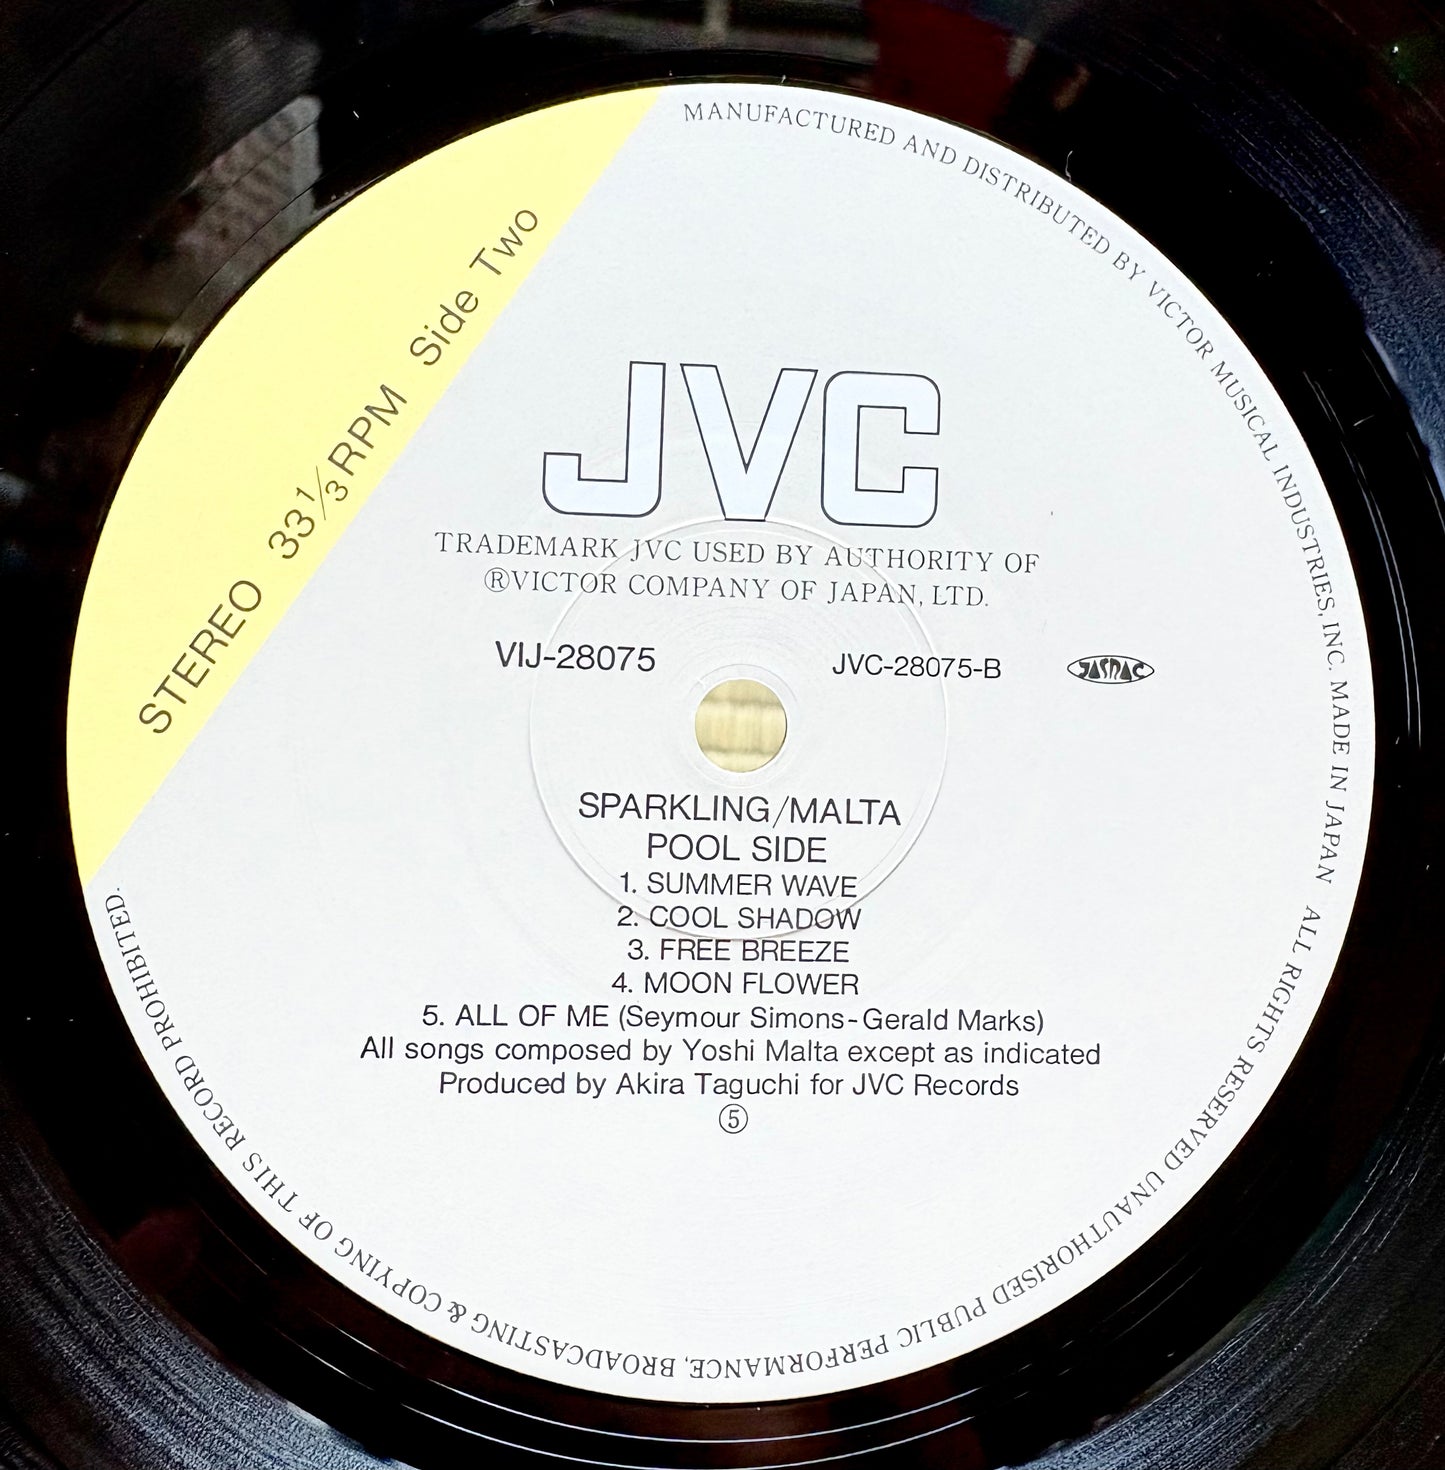 STEREO 33 1/3 RPM Side Two
MANUFACTURED AND DISTRIBUTED BY VICTOR MUSICAL INDUSTRIES, INC. MADE IN JAPAN ALL RIGHTS RESERVED UNAUTHORISED PUBLIC PERFORMANCE, BROADCASTING & COPYING OF THIS RECORD PROHIBITED.
JVC
TRADEMARK JVC USED BY AUTHORITY OF
®VICTOR COMPANY OF JAPAN, LTD.
VIJ-28075 JVC-28075-B JASRAC
SPARKLING/MALTA
POOL SIDE
1. SUMMER WAVE
2. COOL SHADOW
3. FREE BREEZE
4. MOON FLOWER
5. ALL OF ME (Seymour Simons-Gerald Marks)
All songs composed by Yoshi Malta except as indicated
Produced by Akira Taguchi for JVC Records
⑤